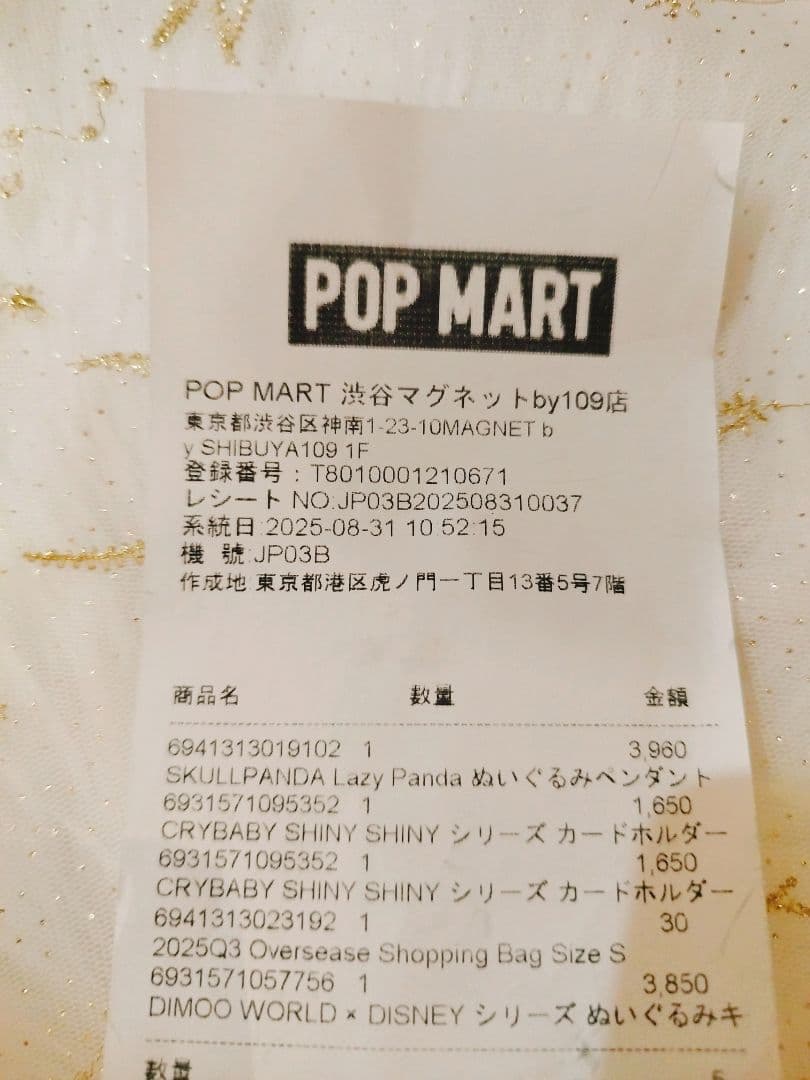 POP MART
POP MART 渋谷マグネットby109店
東京都渋谷区神南1-23-10MAGNET b
y SHIBUYA109 1F
登録番号：T8010001210671
レシート NO:JP03B202508310037
系統日:2025-08-31 10:52:15
機 號:JP03B
作成地:東京都港区虎ノ門一丁目13番5号7階
商品名 数量 金額
6941313019102 1 3,960
SKULLPANDA Lazy Panda ぬいぐるみペンダント
6931571095352 1 1,650
CRYBABY SHINY SHINY シリーズ カードホルダー
6931571095352 1 1,650
CRYBABY SHINY SHINY シリーズ カードホルダー
6941313023192 1 30
2025Q3 Oversease Shopping Bag Size S
6931571057756 1 3,850
DIMOO WORLD × DISNEY シリーズ ぬいぐるみキ
数量 5